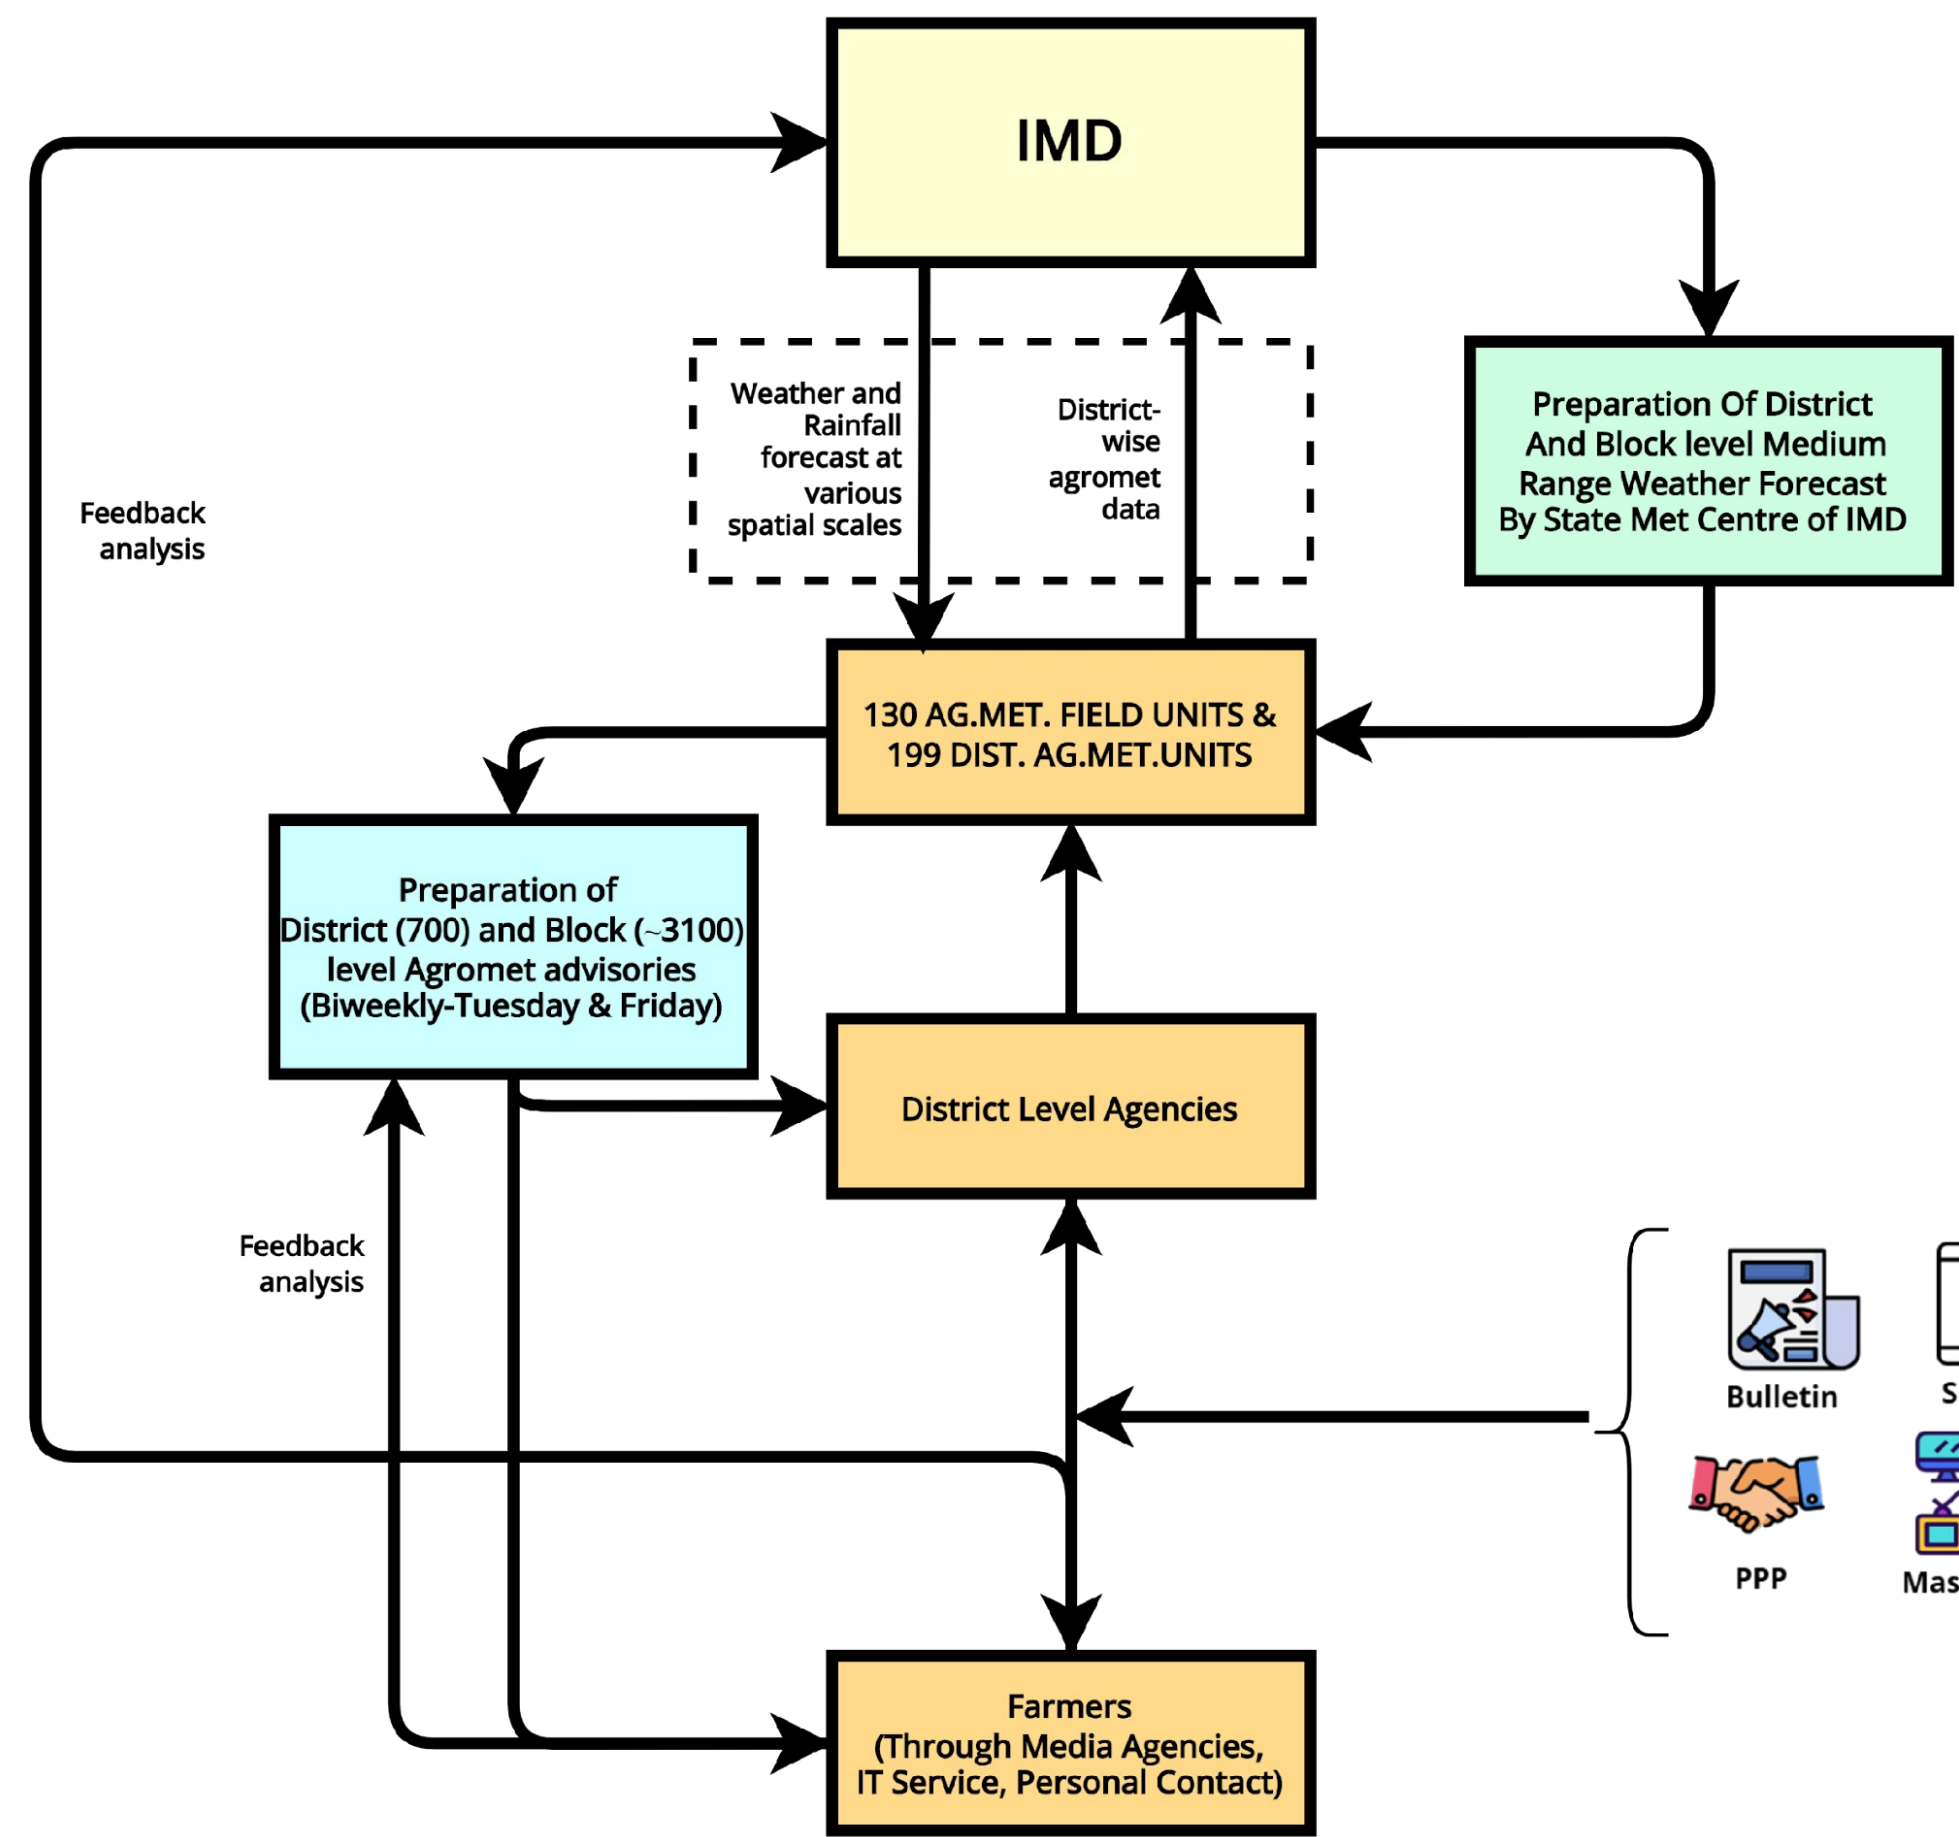 IMD
Weather and
Rainfall
forecast at
various
spatial scales
District-
wise
agromet
data
Preparation Of District
And Block level Medium
Range Weather Forecast
By State Met Centre of IMD
Feedback
analysis
130 AG.MET. FIELD UNITS &
199 DIST. AG.MET.UNITS
Preparation of
District (700) and Block (~3100)
level Agromet advisories
(Biweekly-Tuesday & Friday)
District Level Agencies
Feedback
analysis
Bulletin
PPP
Farmers
(Through Media Agencies,
IT Service, Personal Contact)